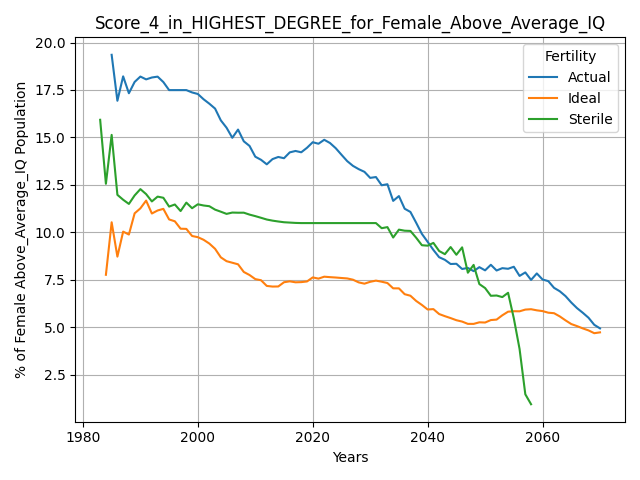 Score_4_in_HIGHEST_DEGREE_for_Female_Above_Average_IQ
% of Female Above_Average_IQ Population
20.0
17.5
15.0
12.5
10.0
7.5
5.0
2.5
Fertility
Actual
Ideal
Sterile
1980 2000 2020 2040 2060
Years